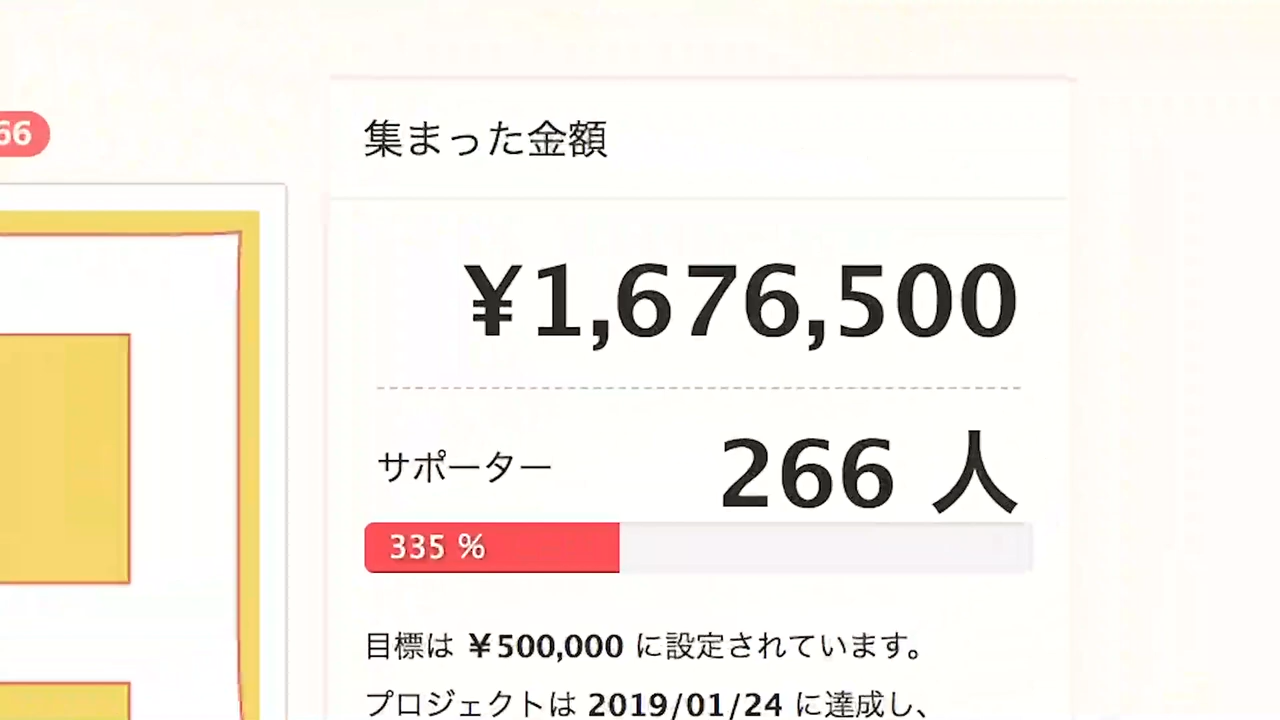 66
集まった金額
¥1,676,500
サポーター 266 人
335 %
目標は ¥500,000 に設定されています。
プロジェクトは 2019/01/24 に達成し、